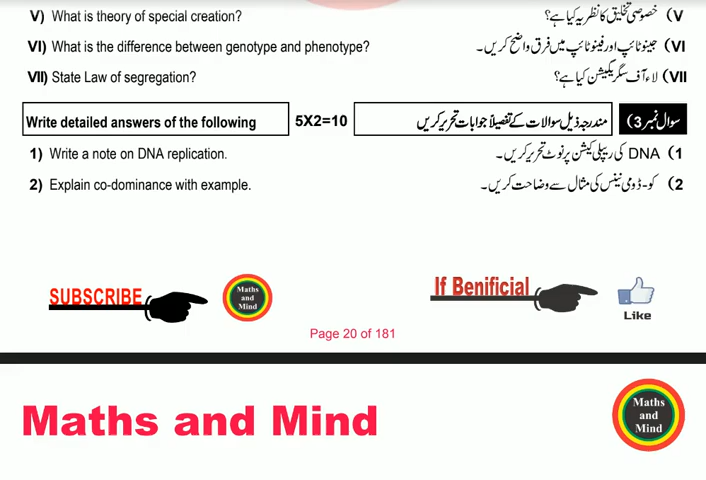 V) What is theory of special creation? V) خصوصی تخلیق کا نظریہ کیا ہے؟
VI) What is the difference between genotype and phenotype? VI) جینو ٹائپ اور فینو ٹائپ میں فرق واضح کریں۔
VII) State Law of segregation? VII) لاء آف سگریگیشن کیا ہے؟
Write detailed answers of the following 5X2=10 مندرجہ ذیل سوالات کے تفصیلاً جوابات تحریر کریں سوال نمبر 3)
1) Write a note on DNA replication. 1) DNA کی ریپلی کیشن پر نوٹ تحریر کریں۔
2) Explain co-dominance with example. 2) کو-ڈومی نینس کی مثال سے وضاحت کریں۔
SUBSCRIBE Maths and Mind If Benificial Like
Page 20 of 181
Maths and Mind Maths and Mind